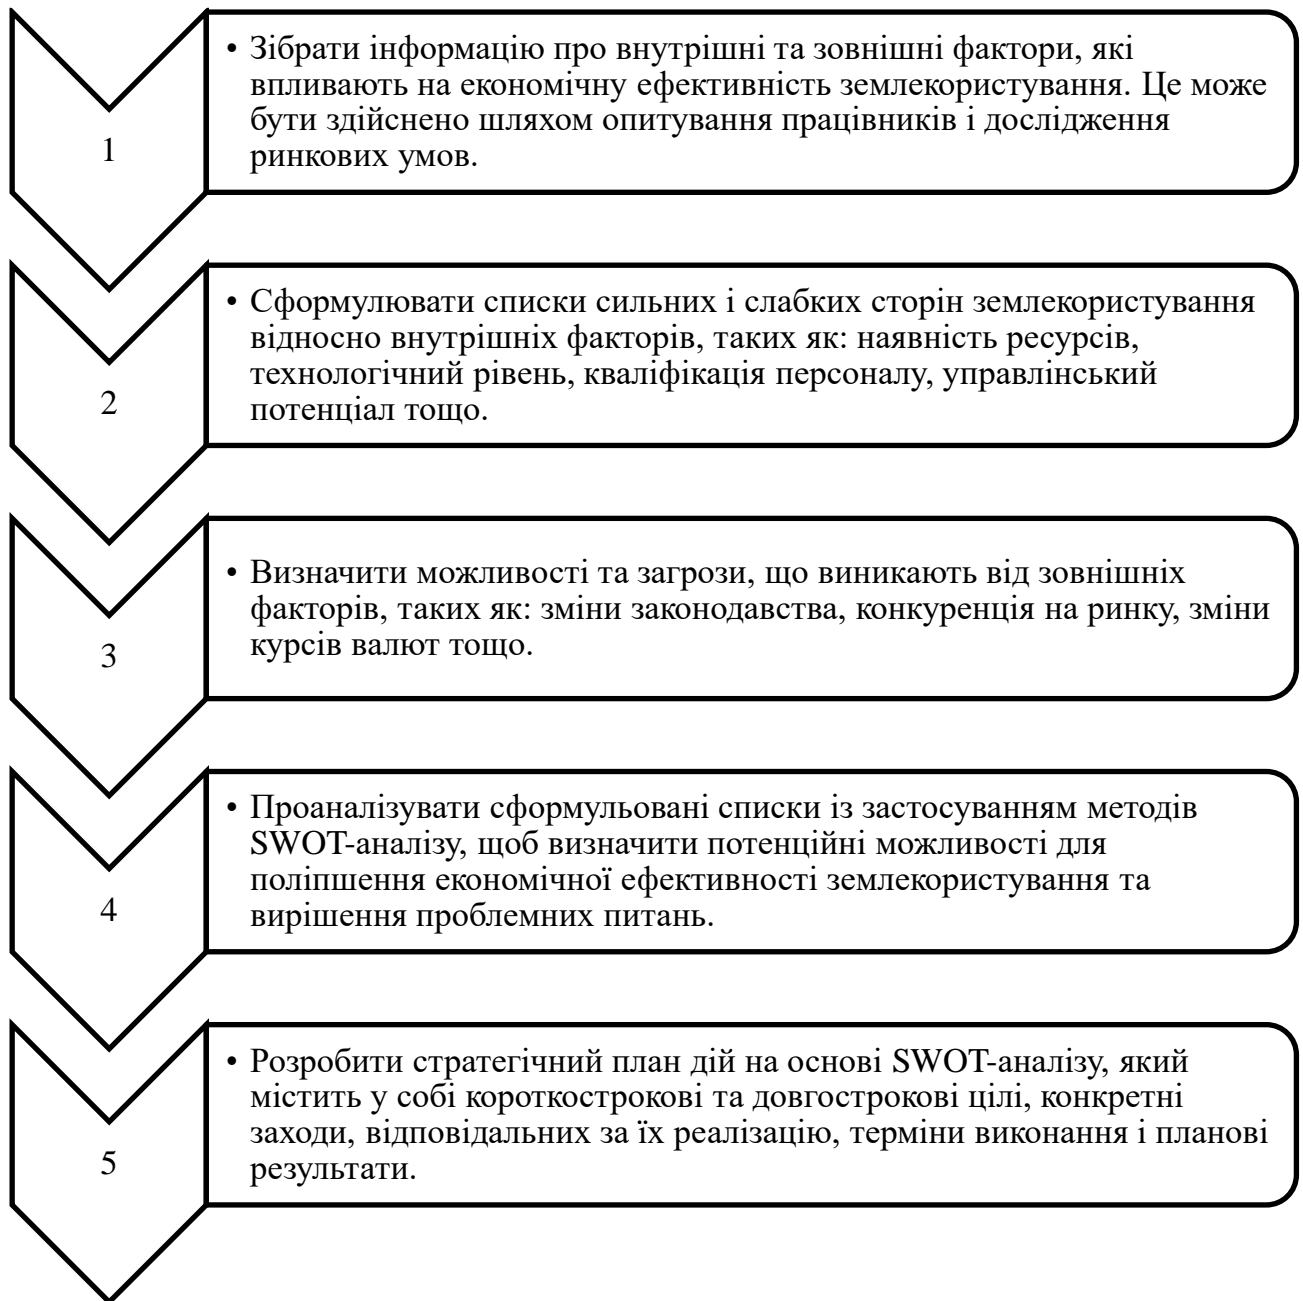 1
• Зібрати інформацію про внутрішні та зовнішні фактори, які
впливають на економічну ефективність землекористування. Це може
бути здійснено шляхом опитування працівників і дослідження
ринкових умов.
2
• Сформулювати списки сильних і слабких сторін землекористування
відносно внутрішніх факторів, таких як: наявність ресурсів,
технологічний рівень, кваліфікація персоналу, управлінський
потенціал тощо.
3
• Визначити можливості та загрози, що виникають від зовнішніх
факторів, таких як: зміни законодавства, конкуренція на ринку, зміни
курсів валют тощо.
4
• Проаналізувати сформульовані списки із застосуванням методів
SWOT-аналізу, щоб визначити потенційні можливості для
поліпшення економічної ефективності землекористування та
вирішення проблемних питань.
5
• Розробити стратегічний план дій на основі SWOT-аналізу, який
містить у собі короткострокові та довгострокові цілі, конкретні
заходи, відповідальних за їх реалізацію, терміни виконання і планові
результати.